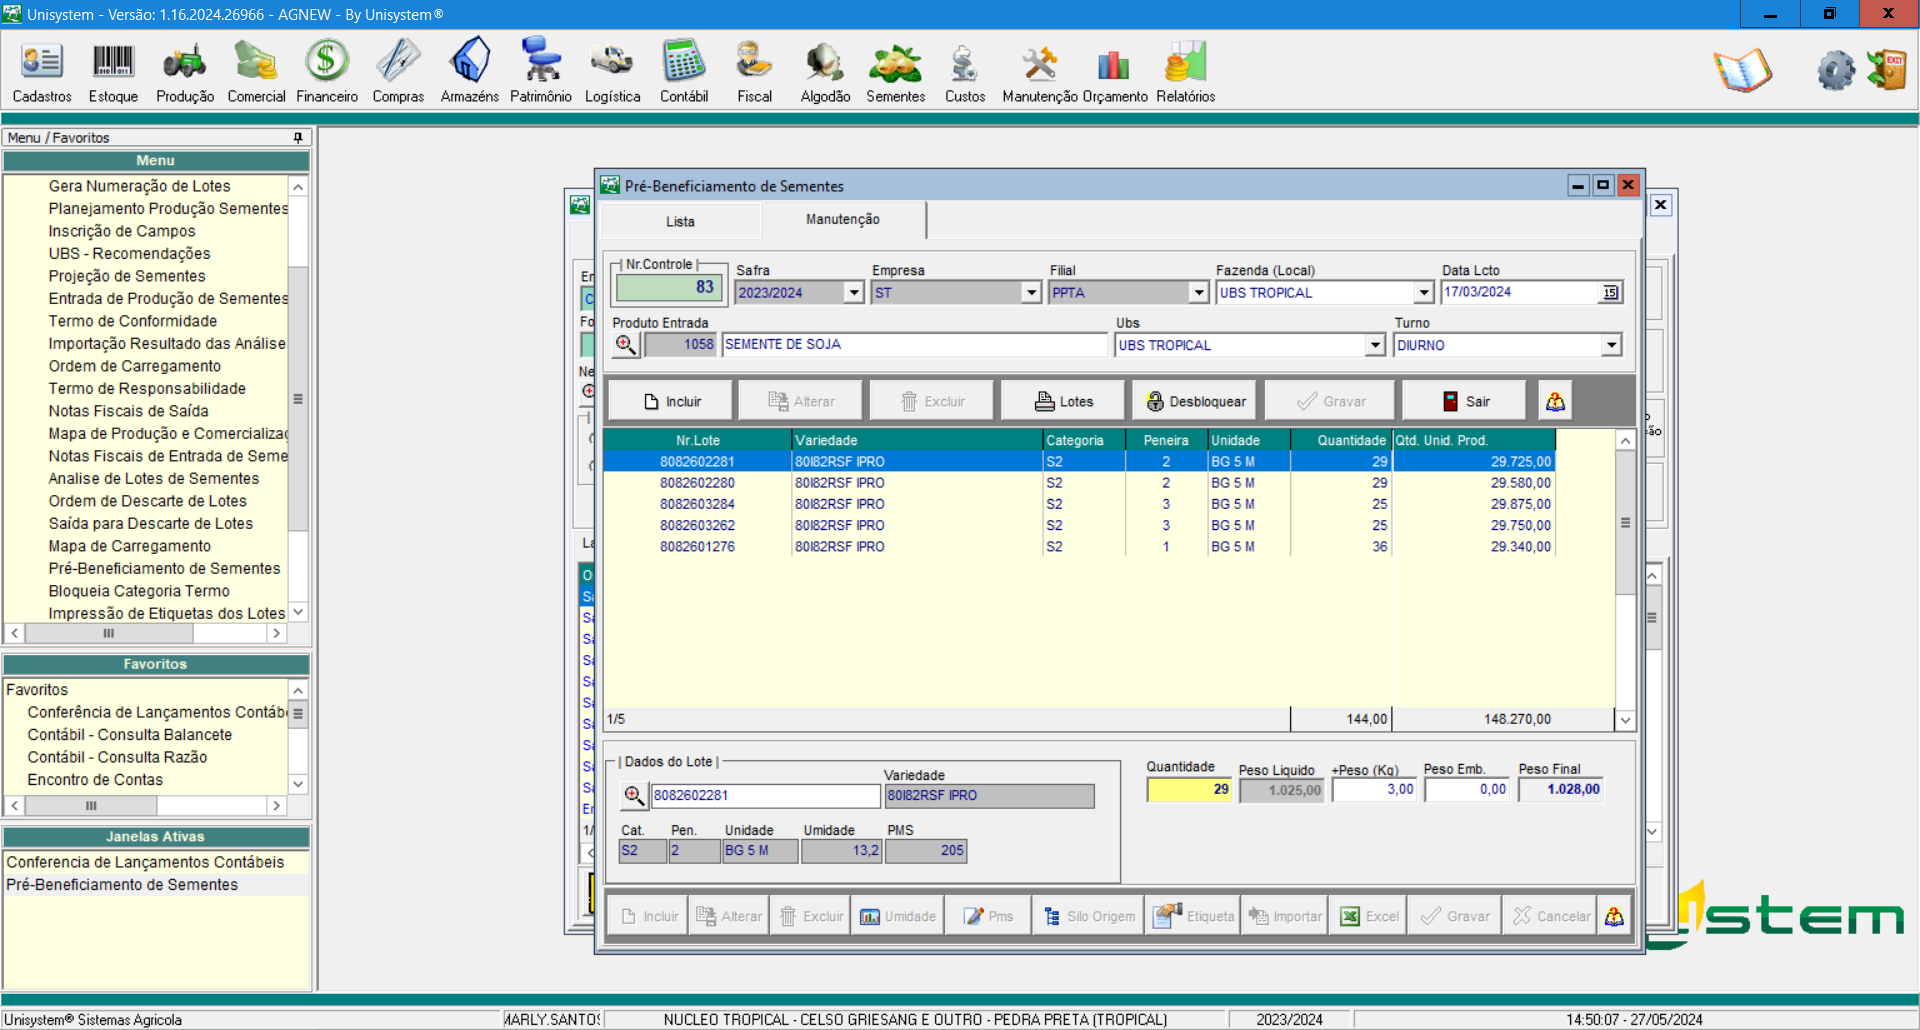 Unisystem - Versão: 1.16.2024.26966 - AGNEW - By Unisystem®
Cadastros Estoque Produção Comercial Financeiro Compras Armazéns Patrimônio Logística Contábil Fiscal Algodão Sementes Custos Manutenção Orçamento Relatórios
EXIT
Menu / Favoritos
Menu
Gera Numeração de Lotes
Planejamento Produção Sementes
Inscrição de Campos
UBS - Recomendações
Projeção de Sementes
Entrada de Produção de Sementes
Termo de Conformidade
Importação Resultado das Análise
Ordem de Carregamento
Termo de Responsabilidade
Notas Fiscais de Saída
Mapa de Produção e Comercializaç
Notas Fiscais de Entrada de Seme
Analise de Lotes de Sementes
Ordem de Descarte de Lotes
Saída para Descarte de Lotes
Mapa de Carregamento
Pré-Beneficiamento de Sementes
Bloqueia Categoria Termo
Impressão de Etiquetas dos Lotes
Favoritos
Favoritos
Conferência de Lançamentos Contáb
Contábil - Consulta Balancete
Contábil - Consulta Razão
Encontro de Contas
Janelas Ativas
Conferencia de Lançamentos Contábeis
Pré-Beneficiamento de Sementes
Pré-Beneficiamento de Sementes
Lista Manutenção
Nr.Controle Safra Empresa Filial Fazenda (Local) Data Lcto
83 2023/2024 ST PPTA UBS TROPICAL 17/03/2024 15
Produto Entrada Ubs Turno
1058 SEMENTE DE SOJA UBS TROPICAL DIURNO
Incluir Alterar Excluir Lotes Desbloquear Gravar Sair
Nr.Lote Variedade Categoria Peneira Unidade Quantidade Qtd. Unid. Prod.
8082602281 80I82RSF IPRO S2 2 BG 5 M 29 29.725,00
8082602280 80I82RSF IPRO S2 2 BG 5 M 29 29.580,00
8082603284 80I82RSF IPRO S2 3 BG 5 M 25 29.875,00
8082603262 80I82RSF IPRO S2 3 BG 5 M 25 29.750,00
8082601276 80I82RSF IPRO S2 1 BG 5 M 36 29.340,00
1/5 144,00 148.270,00
Dados do Lote
Variedade
8082602281 80I82RSF IPRO
Cat. Pen. Unidade Umidade PMS
S2 2 BG 5 M 13,2 205
Quantidade Peso Liquido +Peso (Kg) Peso Emb. Peso Final
29 1.025,00 3,00 0,00 1.028,00
Incluir Alterar Excluir Umidade Pms Silo Origem Etiqueta Importar Excel Gravar Cancelar
En
Fo
Ne
ão
La
1/
stem
Unisystem® Sistemas Agricola MARLY.SANTOS NUCLEO TROPICAL - CELSO GRIESANG E OUTRO - PEDRA PRETA (TROPICAL) 2023/2024 14:50:07 - 27/05/2024